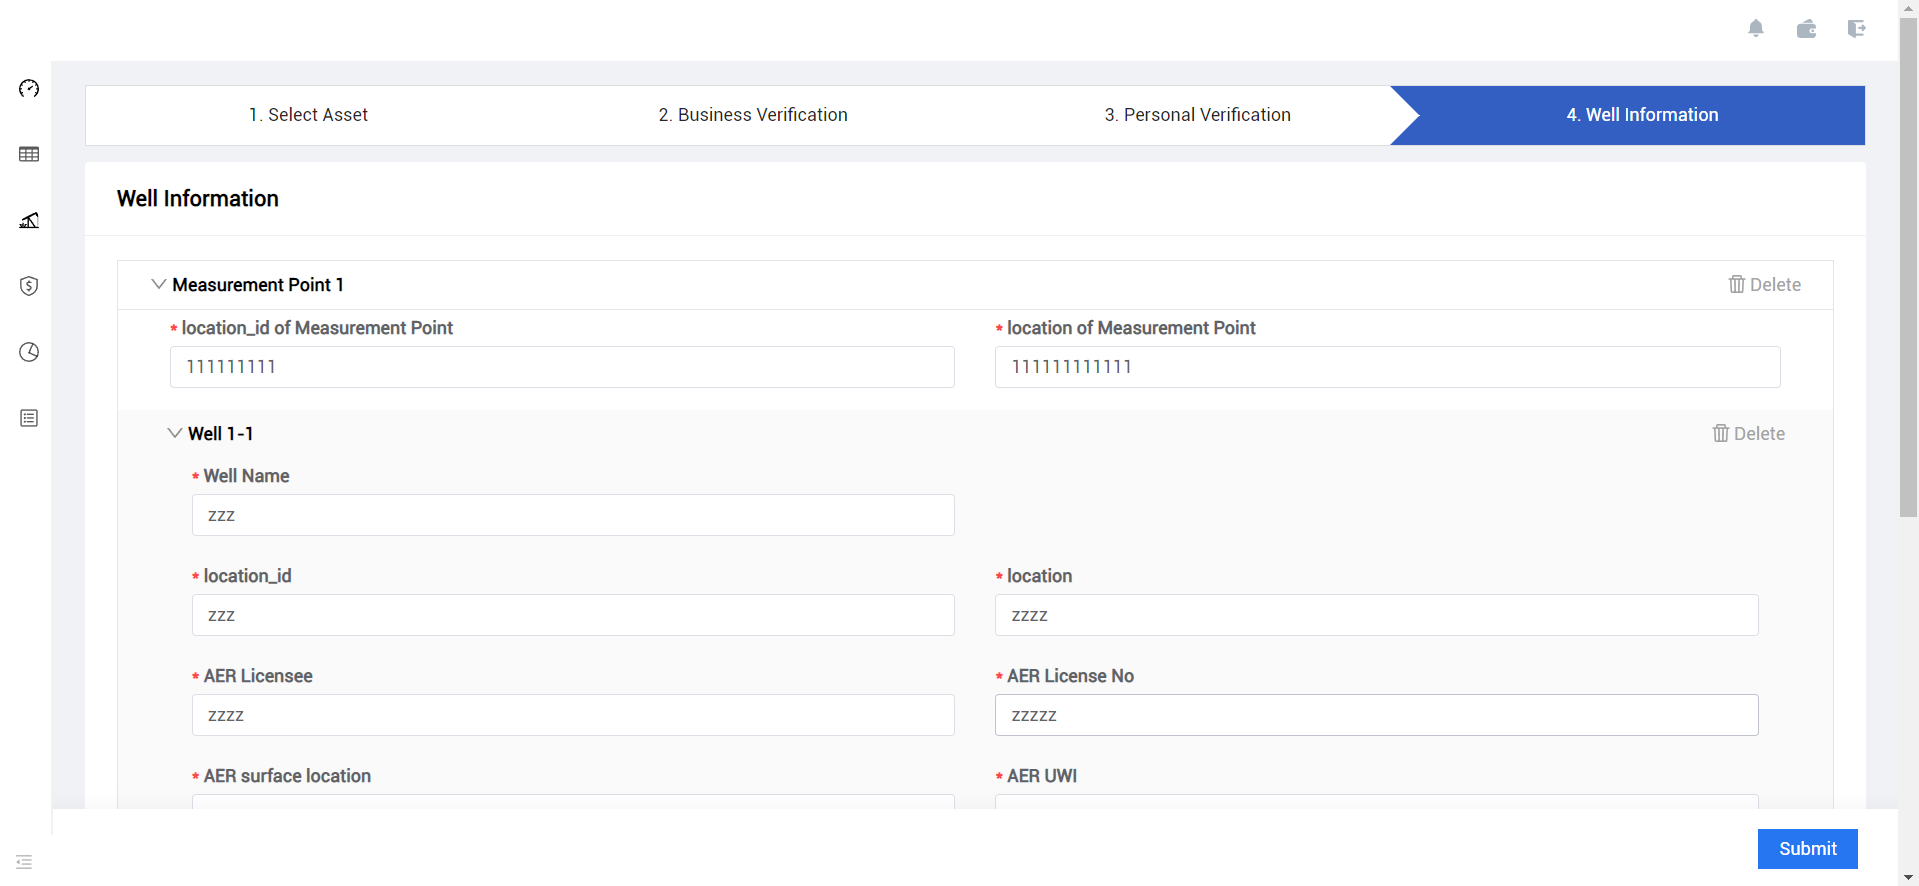 1. Select Asset
2. Business Verification
3. Personal Verification
4. Well Information
Well Information
Measurement Point 1
Delete
* location_id of Measurement Point
* location of Measurement Point
111111111
111111111111
Well 1-1
Delete
* Well Name
zzz
* location_id
* location
zzz
zzzz
* AER Licensee
* AER License No
zzzz
zzzzz
* AER surface location
* AER UWI
Submit